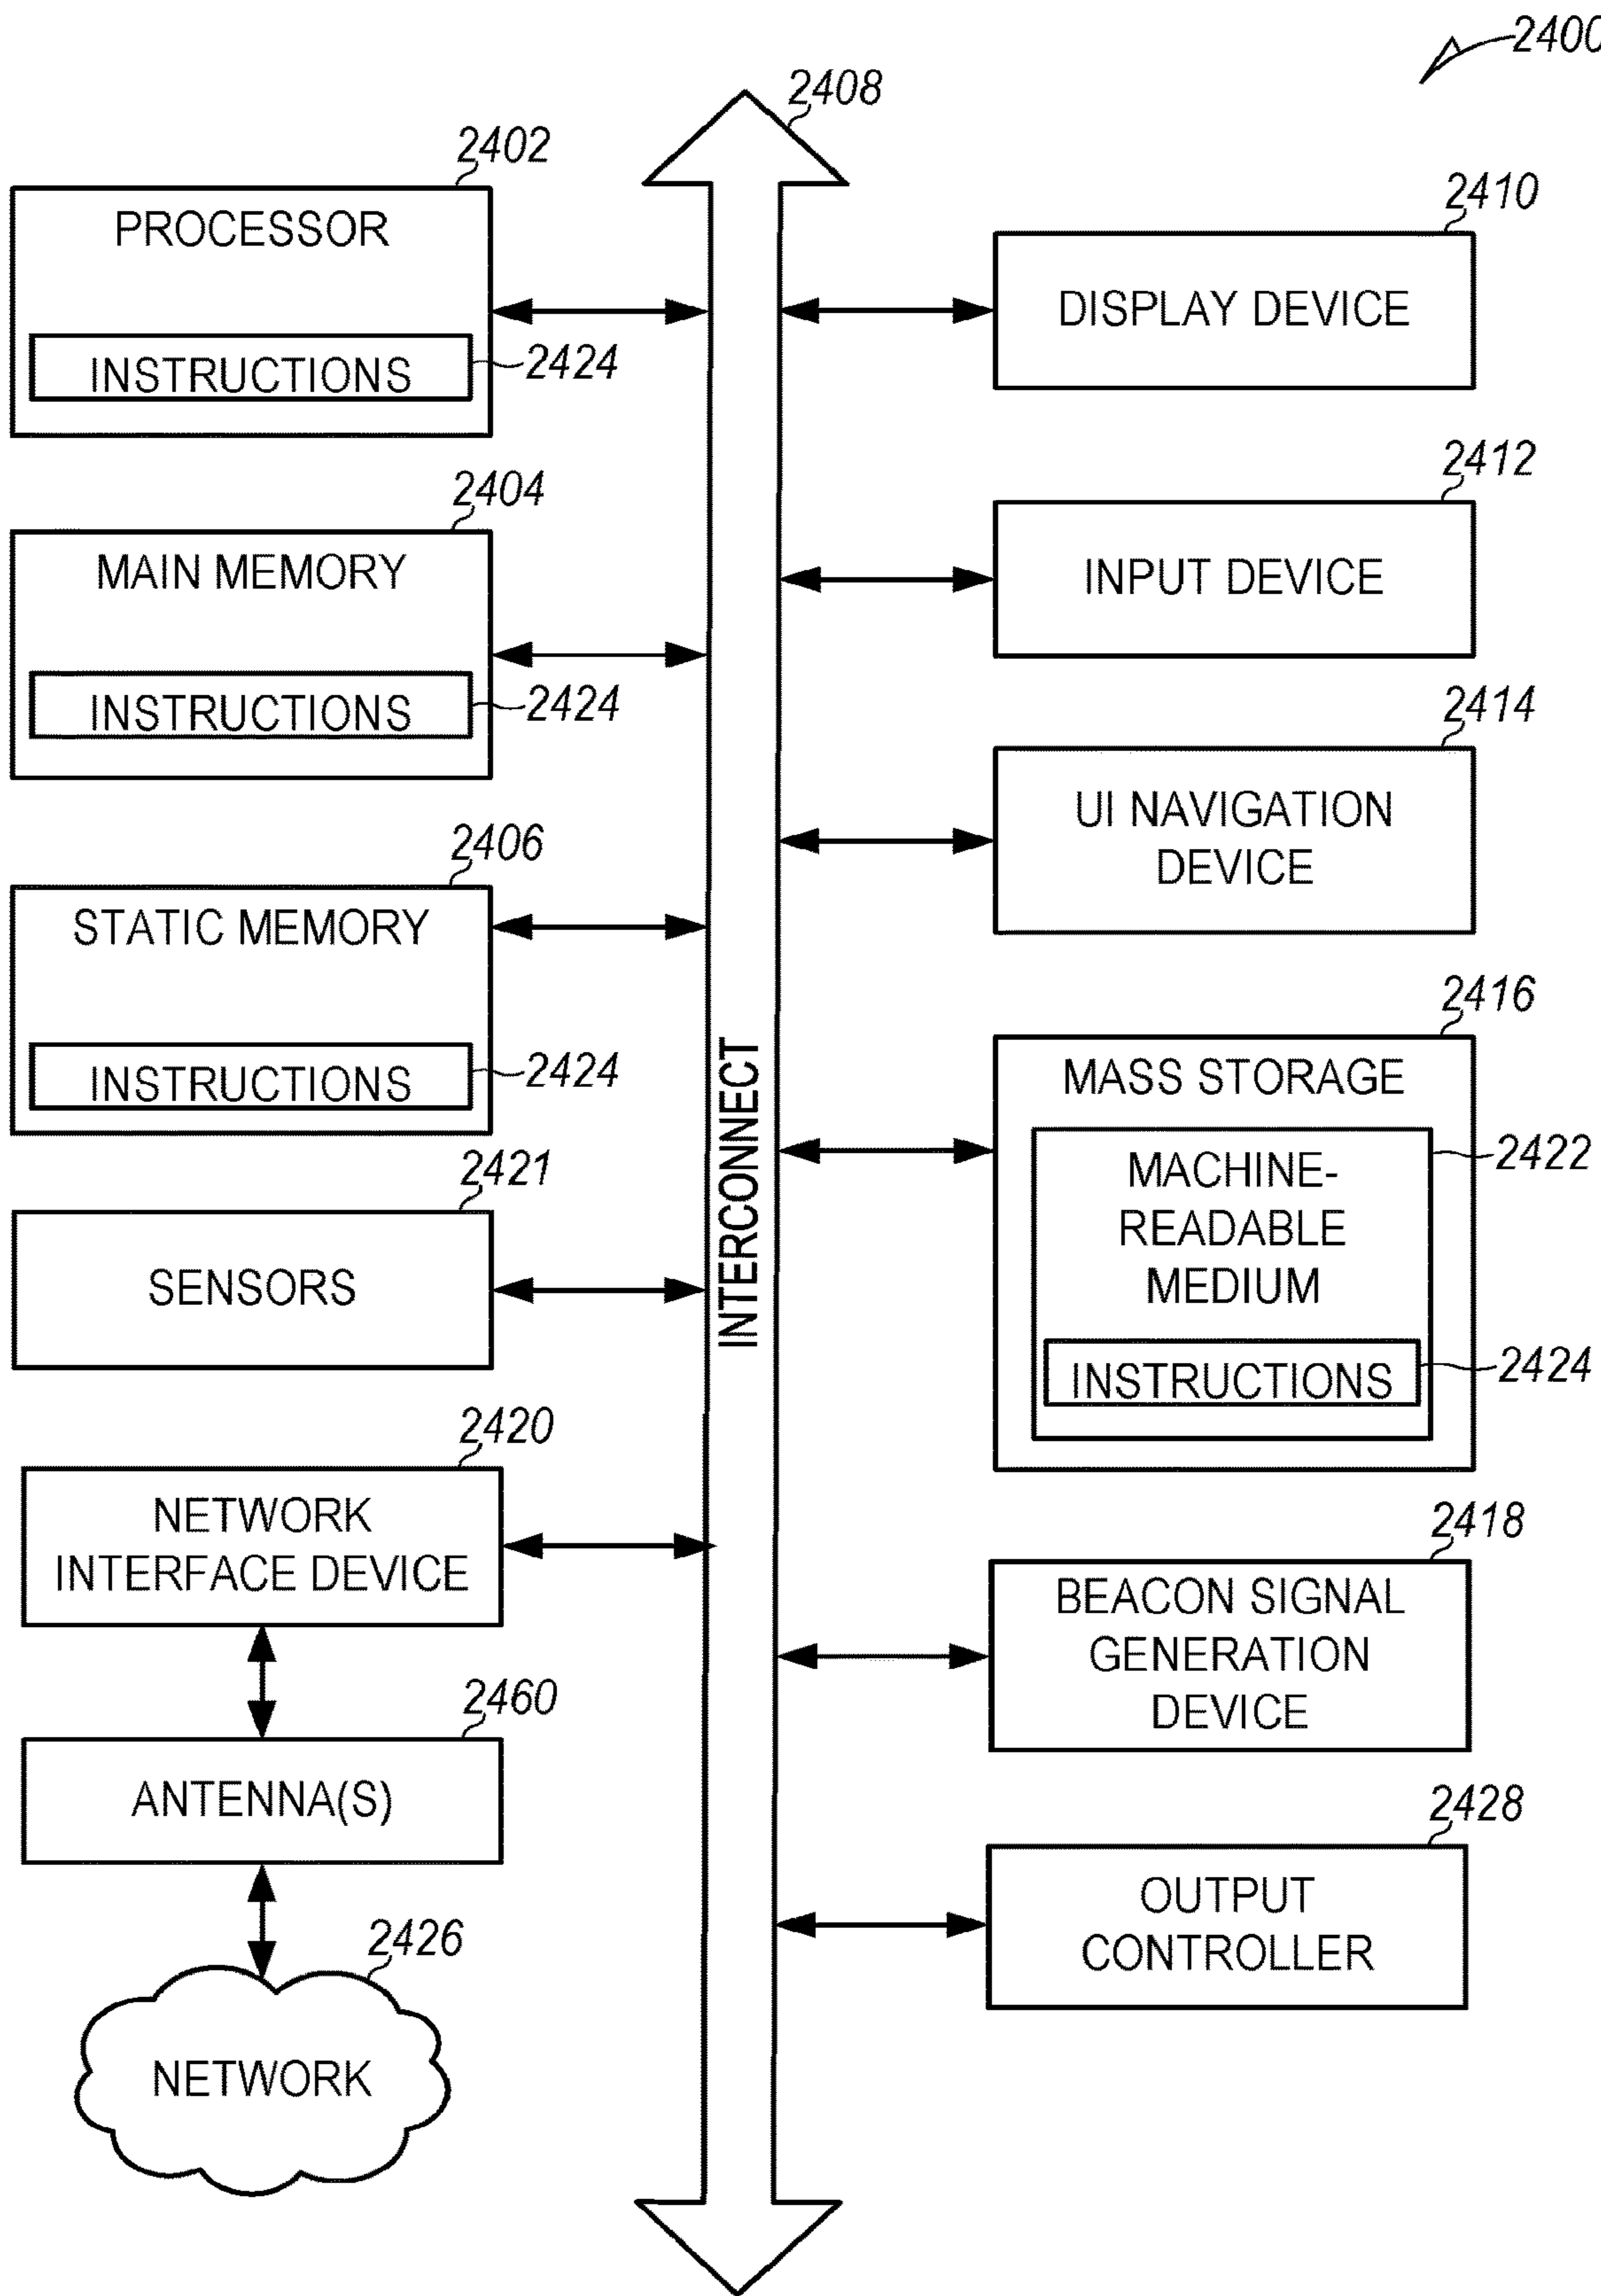 2400
2408
2402
PROCESSOR
INSTRUCTIONS
2424
2404
MAIN MEMORY
INSTRUCTIONS
2424
2406
STATIC MEMORY
INSTRUCTIONS
2424
2421
SENSORS
2420
NETWORK
INTERFACE DEVICE
2460
ANTENNA(S)
2426
NETWORK
INTERCONNECT
2410
DISPLAY DEVICE
2412
INPUT DEVICE
2414
UI NAVIGATION
DEVICE
2416
MASS STORAGE
2422
MACHINE-
READABLE
MEDIUM
INSTRUCTIONS
2424
2418
BEACON SIGNAL
GENERATION
DEVICE
2428
OUTPUT
CONTROLLER